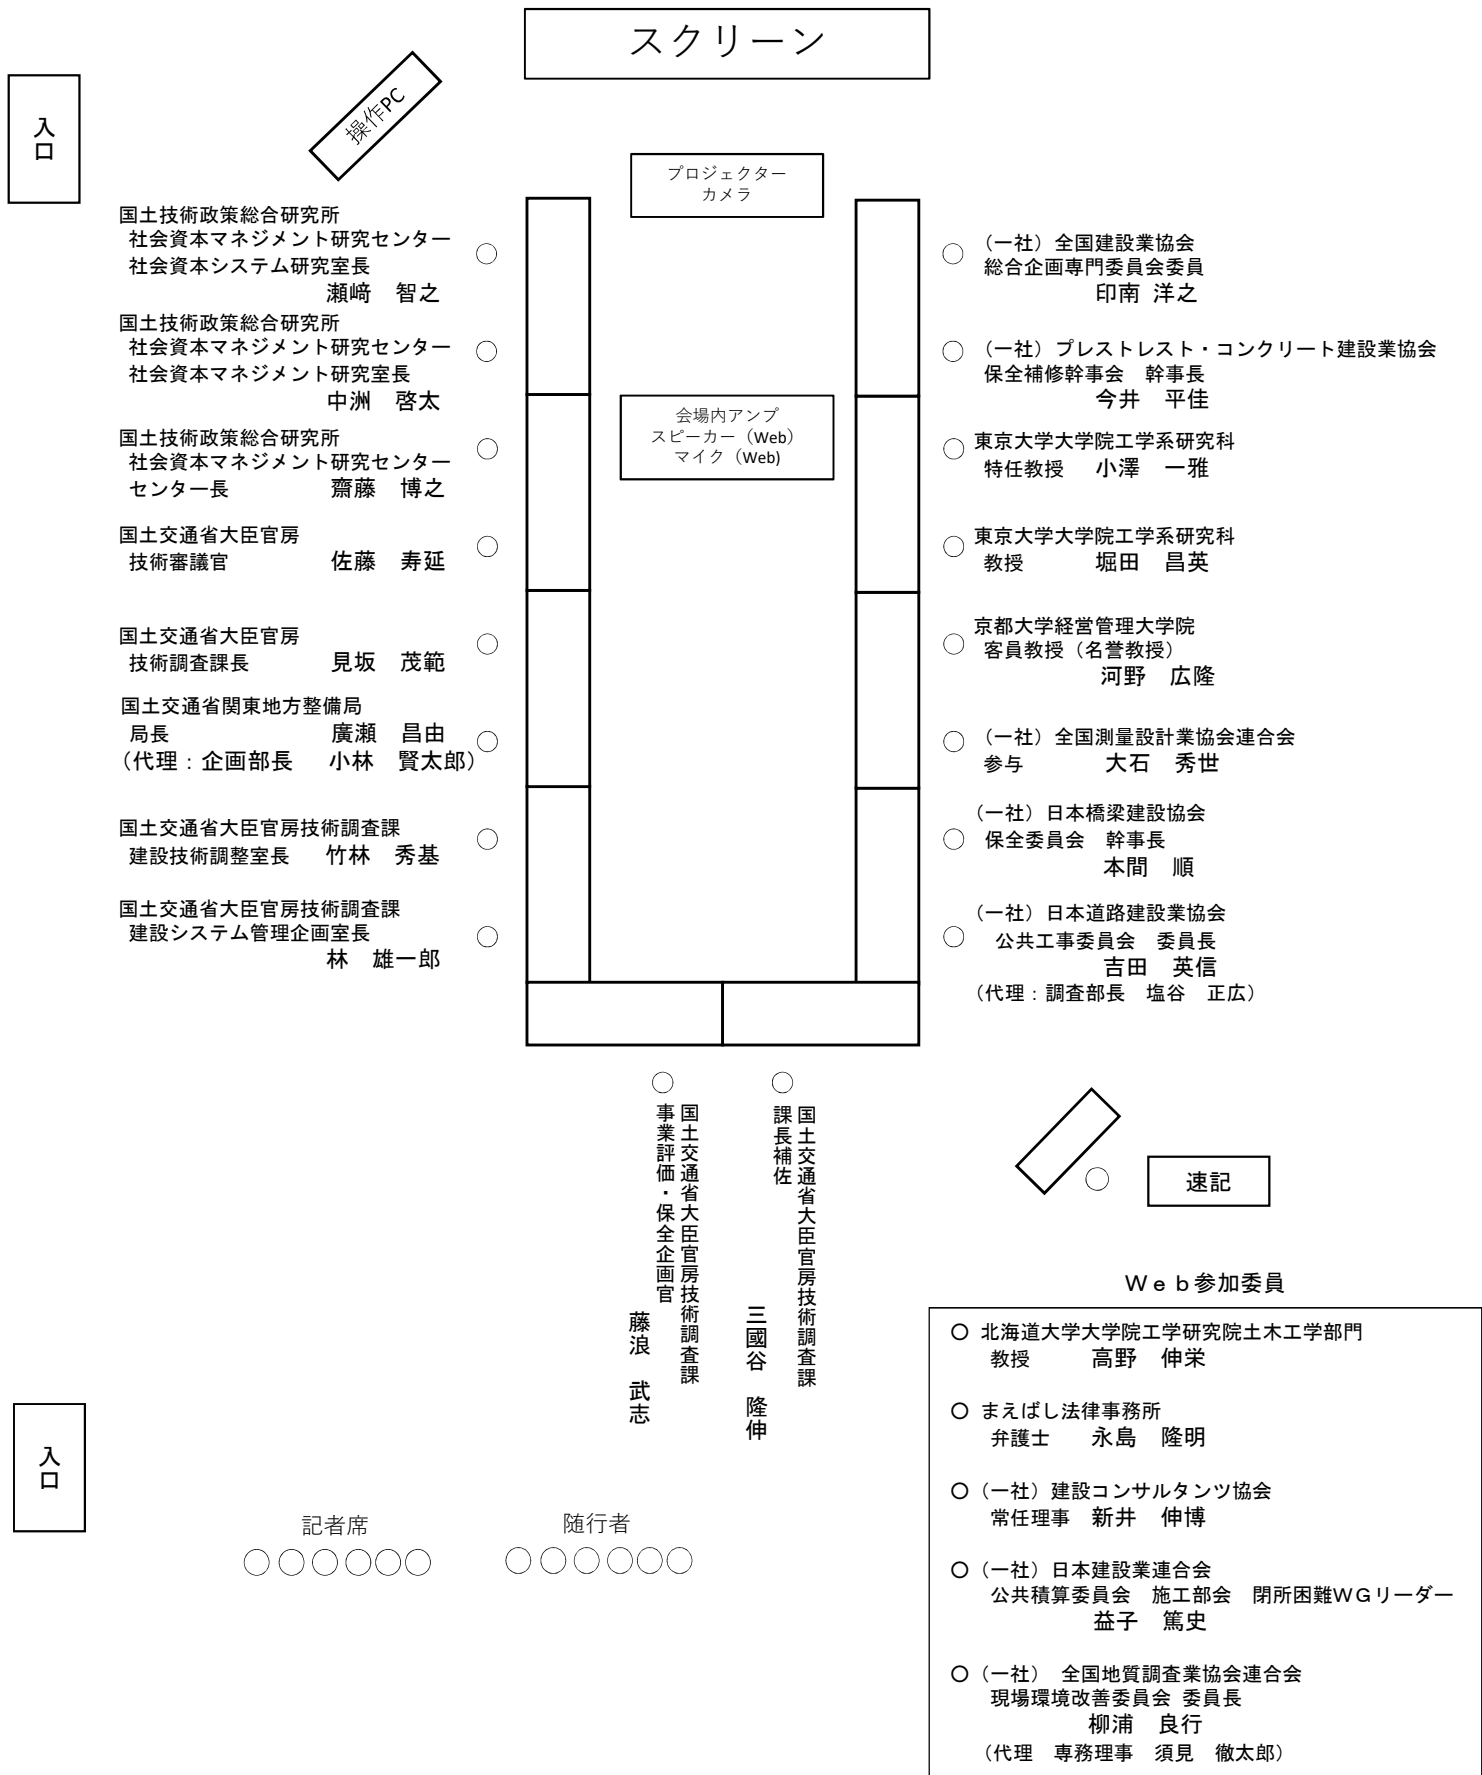 スクリーン
入口
操作PC
プロジェクター
カメラ
国土技術政策総合研究所
社会資本マネジメント研究センター
社会資本システム研究室長
瀬﨑 智之
国土技術政策総合研究所
社会資本マネジメント研究センター
社会資本マネジメント研究室長
中洲 啓太
国土技術政策総合研究所
社会資本マネジメント研究センター
センター長 齋藤 博之
国土交通省大臣官房
技術審議官 佐藤 寿延
国土交通省大臣官房
技術調査課長 見坂 茂範
国土交通省関東地方整備局
局長 廣瀬 昌由
（代理：企画部長 小林 賢太郎）
国土交通省大臣官房技術調査課
建設技術調整室長 竹林 秀基
国土交通省大臣官房技術調査課
建設システム管理企画室長
林 雄一郎
会場内アンプ
スピーカー（Web）
マイク（Web)
（一社）全国建設業協会
総合企画専門委員会委員
印南 洋之
（一社）プレストレスト・コンクリート建設業協会
保全補修幹事会 幹事長
今井 平佳
東京大学大学院工学系研究科
特任教授 小澤 一雅
東京大学大学院工学系研究科
教授 堀田 昌英
京都大学経営管理大学院
客員教授（名誉教授）
河野 広隆
（一社）全国測量設計業協会連合会
参与 大石 秀世
（一社）日本橋梁建設協会
保全委員会 幹事長
本間 順
（一社）日本道路建設業協会
公共工事委員会 委員長
吉田 英信
（代理：調査部長 塩谷 正広）
国土交通省大臣官房技術調査課
課長補佐
三國谷 隆伸
国土交通省大臣官房技術調査課
事業評価・保全企画官
藤浪 武志
速記
Ｗｅｂ参加委員
〇 北海道大学大学院工学研究院土木工学部門
教授 高野 伸栄
〇 まえばし法律事務所
弁護士 永島 隆明
〇（一社）建設コンサルタンツ協会
常任理事 新井 伸博
〇（一社）日本建設業連合会
公共積算委員会 施工部会 閉所困難ＷＧリーダー
益子 篤史
〇（一社） 全国地質調査業協会連合会
現場環境改善委員会 委員長
柳浦 良行
（代理 専務理事 須見 徹太郎）
入口
記者席
随行者